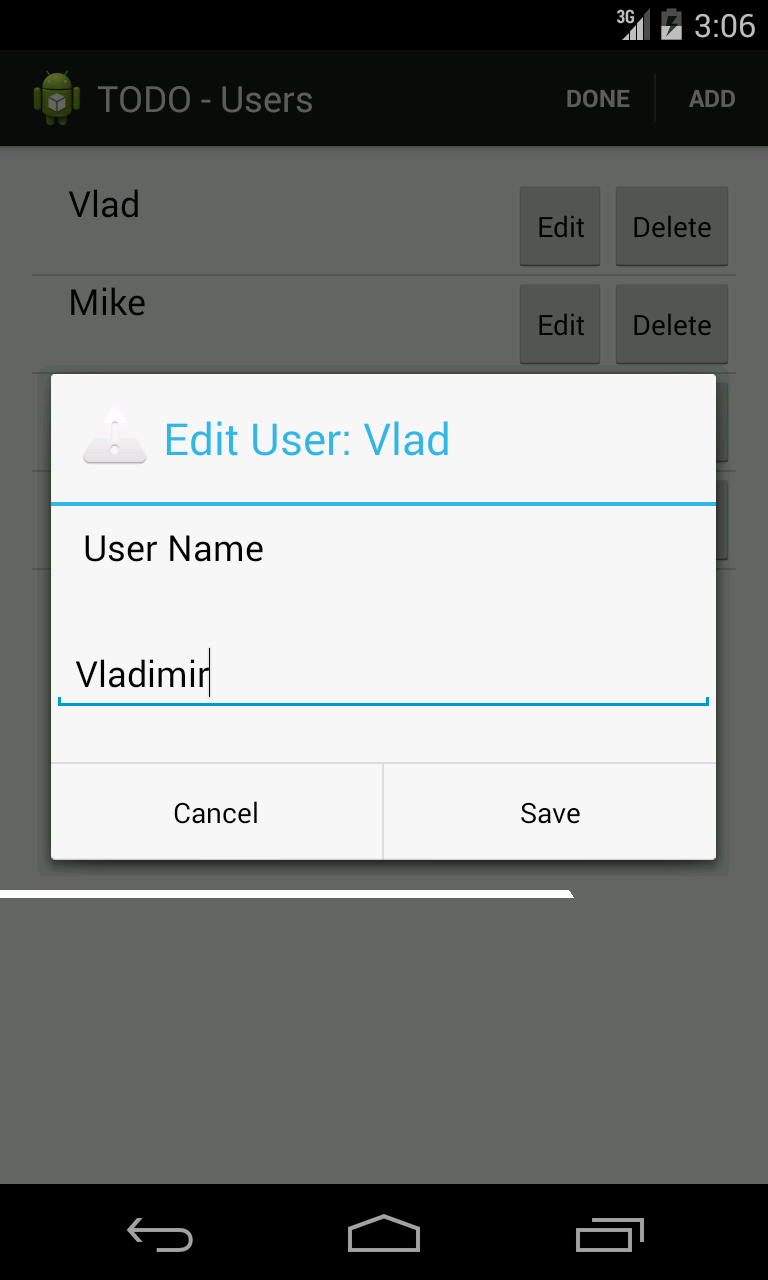 3G 3:06
TODO - Users DONE ADD
Vlad Edit Delete
Mike Edit Delete
Edit User: Vlad
User Name
Vladimir
Cancel Save